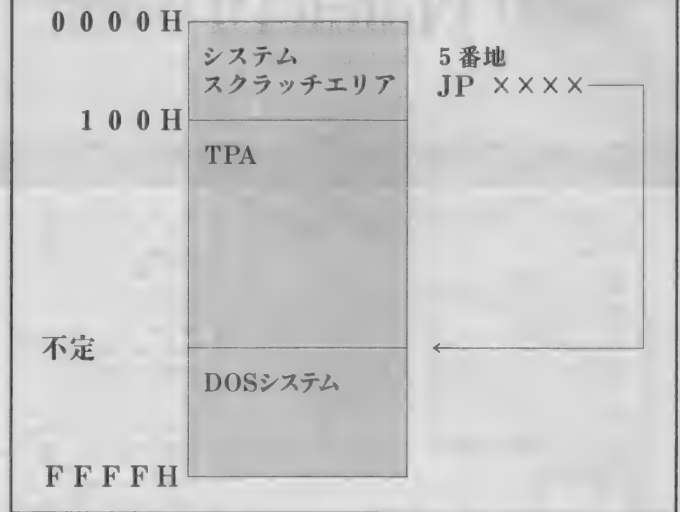 0000H
システム
スクラッチエリア
5番地
JP ××××
100H
TPA
不定
DOSシステム
FFFFH